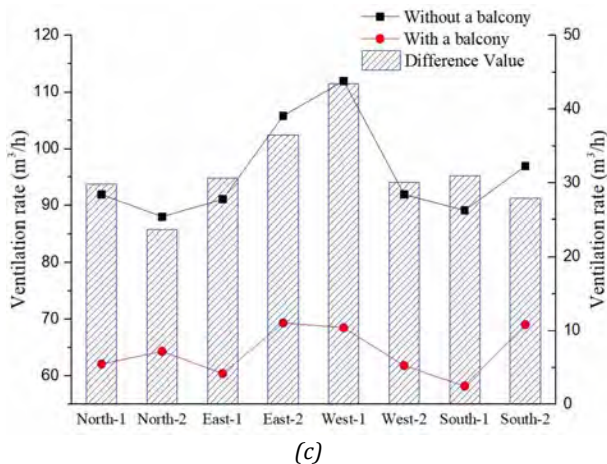 Without a balcony
With a balcony
Difference Value
Ventilation rate (m³/h)
120
110
100
90
80
70
60
50
40
30
20
10
0
Ventilation rate (m³/h)
North-1 North-2 East-1 East-2 West-1 West-2 South-1 South-2
(c)